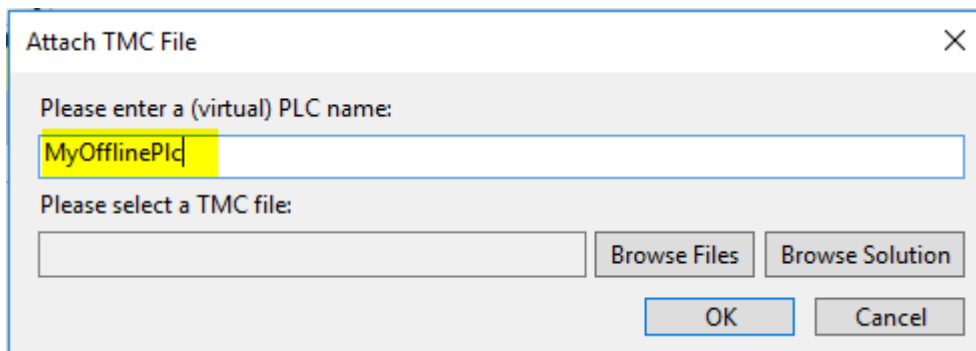 Attach TMC File
Please enter a (virtual) PLC name:
MyOfflinePlc
Please select a TMC file:
Browse Files Browse Solution
OK Cancel